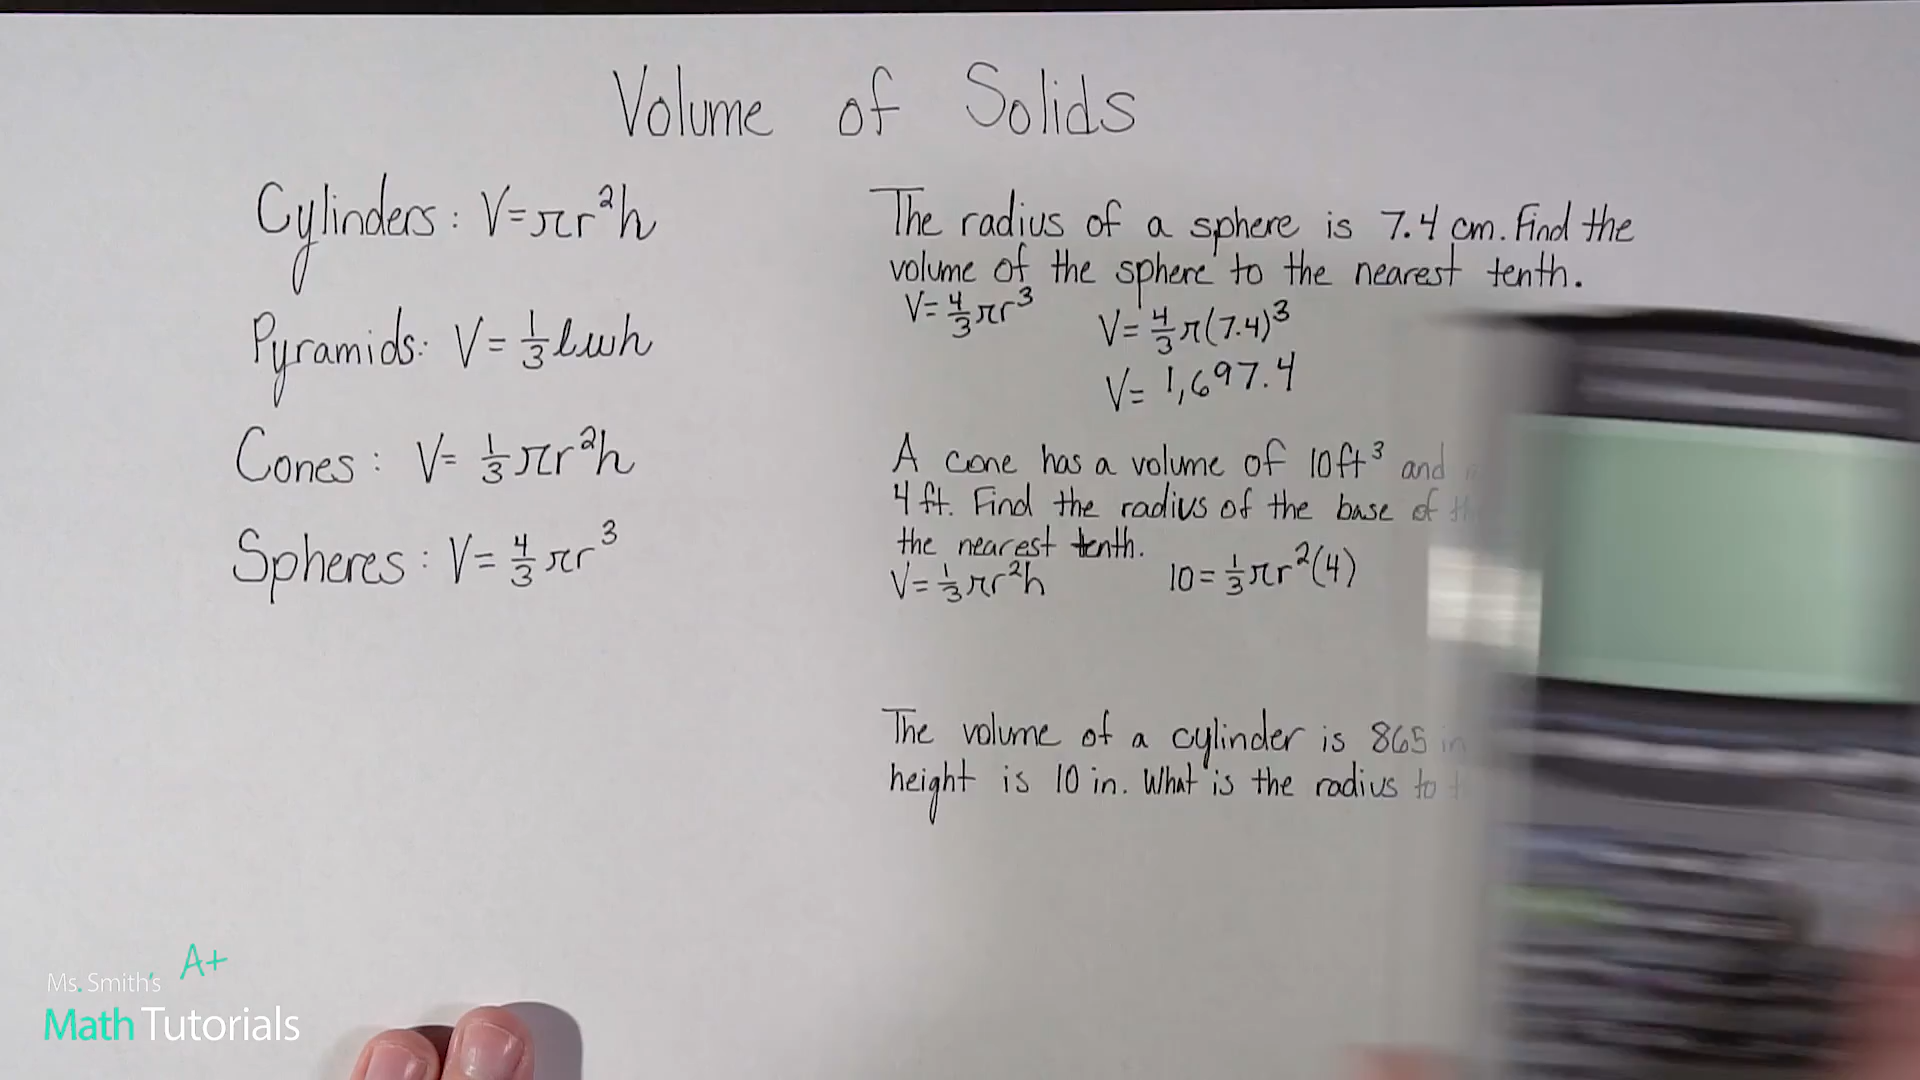 Volume of Solids
Cylinders: V=πr²h
Pyramids: V=1/3lwh
Cones: V=1/3πr²h
Spheres: V=4/3πr³
The radius of a sphere is 7.4 cm. Find the
volume of the sphere to the nearest tenth.
V=4/3πr³
V=4/3π(7.4)³
V=1,697.4
A cone has a volume of 10ft³ and
4 ft. Find the radius of the base of
the nearest tenth.
V=1/3πr²h
10=1/3πr²(4)
The volume of a cylinder is 865 in
height is 10 in. What is the radius to
Ms. Smith's A+
Math Tutorials